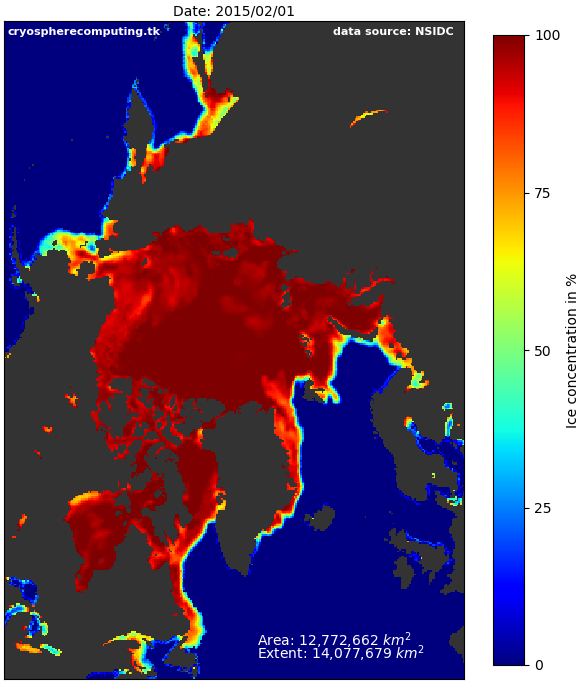 Date: 2015/02/01
cryospherecomputing.tk
data source: NSIDC
100
75
50
25
0
Ice concentration in %
Area: 12,772,662 km²
Extent: 14,077,679 km²